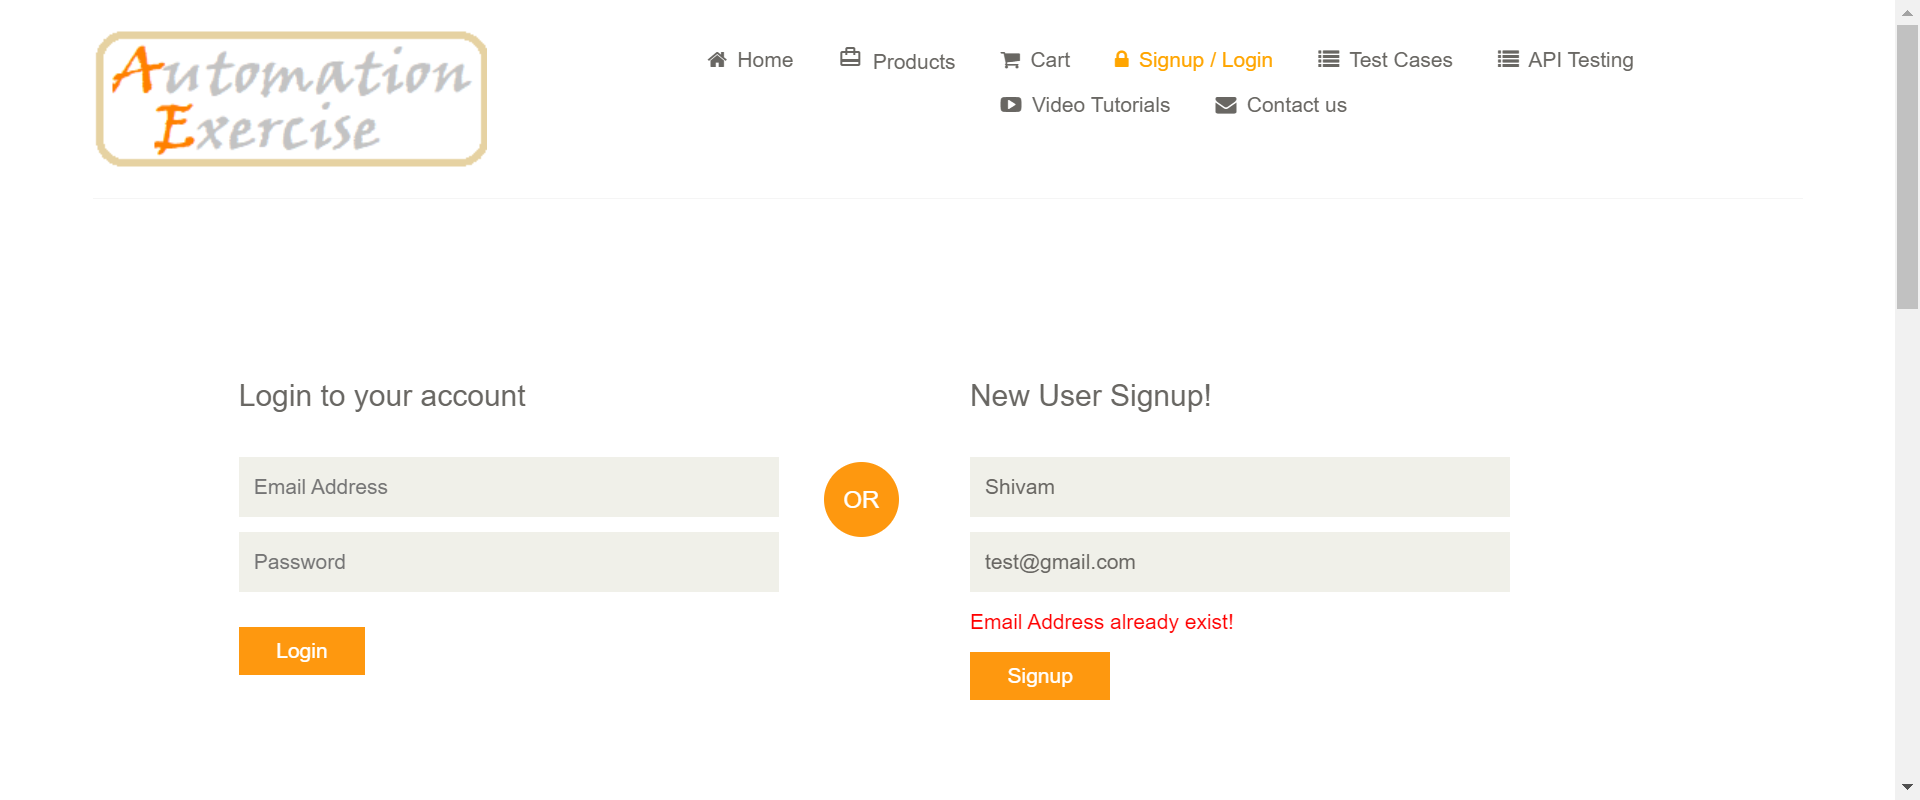 Automation
Exercise
Home
Products
Cart
Signup / Login
Test Cases
API Testing
Video Tutorials
Contact us
Login to your account
Email Address
Password
Login
OR
New User Signup!
Shivam
test@gmail.com
Email Address already exist!
Signup